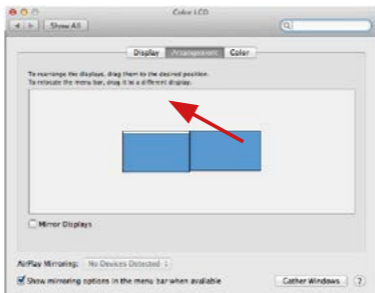 Color LCD
Show All
Display Arrangement Color
To rearrange the displays, drag them to the desired position.
To relocate the menu bar, drag it to a different display.
Mirror Displays
AirPlay Mirroring: No Devices Detected
Show mirroring options in the menu bar when available
Gather Windows ?